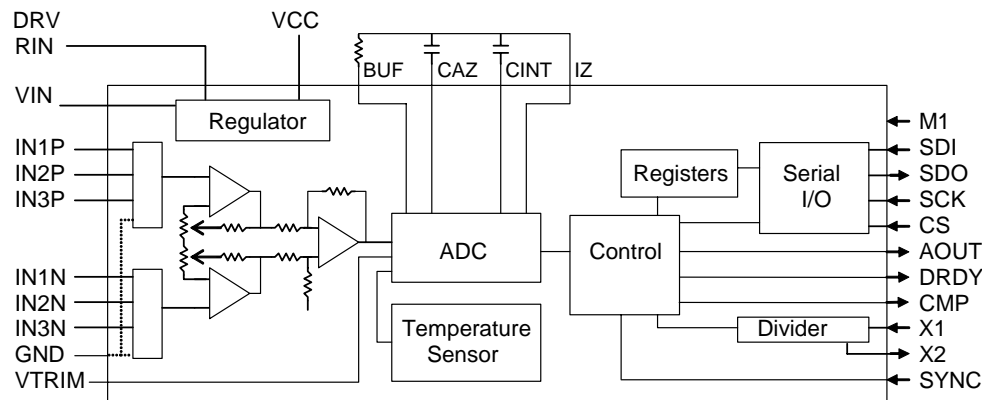 DRV
RIN
VCC
VIN
BUF
CAZ
CINT
IZ
Regulator
IN1P
IN2P
IN3P
IN1N
IN2N
IN3N
GND
VTRIM
ADC
Temperature
Sensor
Registers
Serial
I/O
Control
Divider
M1
SDI
SDO
SCK
CS
AOUT
DRDY
CMP
X1
X2
SYNC